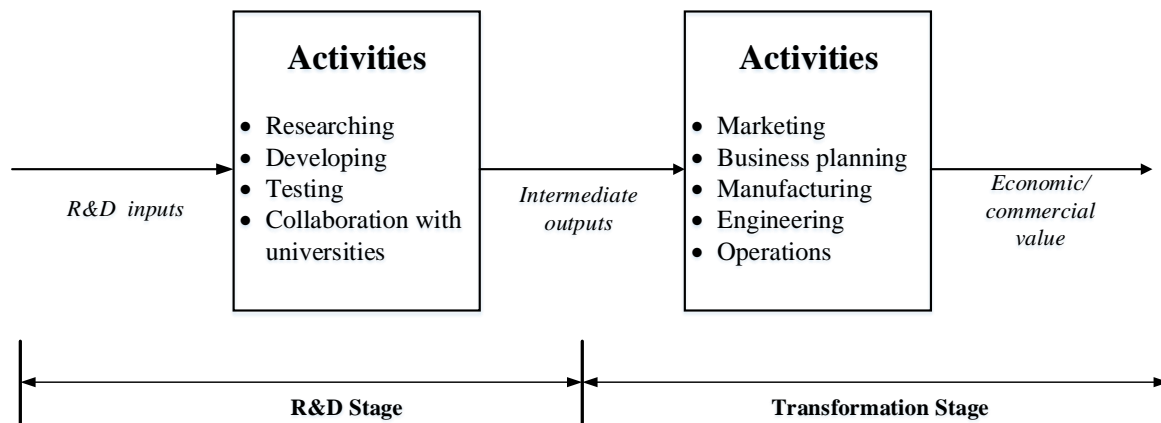 Activities
• Researching
• Developing
• Testing
• Collaboration with
universities
Activities
• Marketing
• Business planning
• Manufacturing
• Engineering
• Operations
R&D inputs
Intermediate
outputs
Economic/
commercial
value
R&D Stage
Transformation Stage